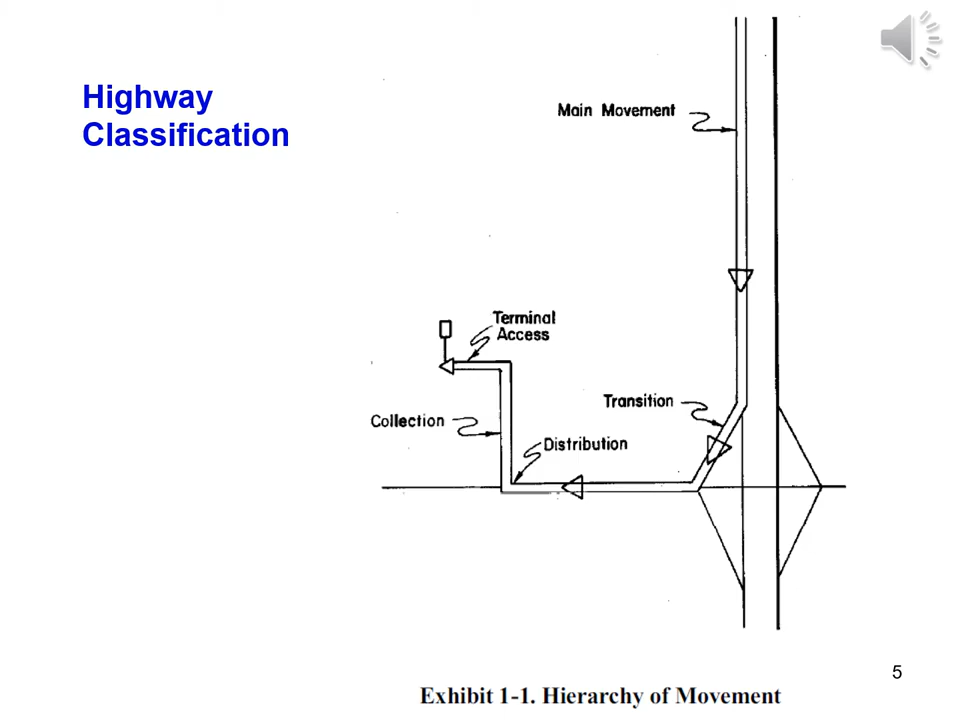 Highway
Classification
Main Movement
Terminal
Access
Transition
Collection
Distribution
5
Exhibit 1-1. Hierarchy of Movement